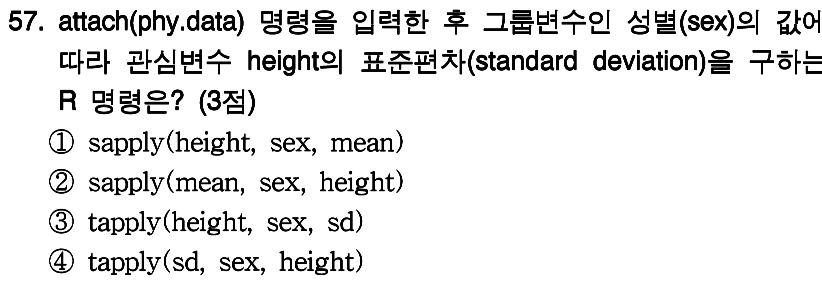 57. attach(phy.data) 명령을 입력한 후 그룹변수인 성별(sex)의 값에
따라 관심변수 height의 표준편차(standard deviation)을 구하는
R 명령은? (3점)
① sapply(height, sex, mean)
② sapply(mean, sex, height)
③ tapply(height, sex, sd)
④ tapply(sd, sex, height)